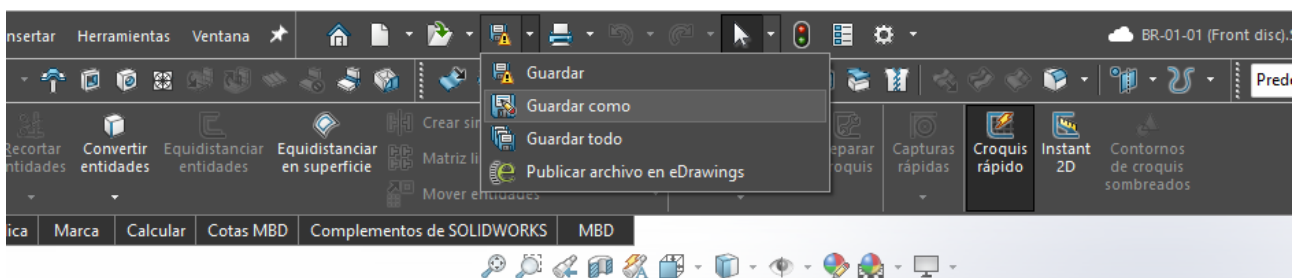 nsertar Herramientas Ventana BR-01-01 (Front disc).S
Guardar
Guardar como
Guardar todo
Publicar archivo en eDrawings
Prede
Recortar entidades
Convertir entidades
Equidistanciar entidades
Equidistanciar en superficie
Crear sin
Matriz li
Mover entidades
eparar
roquis
Capturas rápidas
Croquis rápido
Instant 2D
Contornos de croquis sombreados
ica Marca Calcular Cotas MBD Complementos de SOLIDWORKS MBD